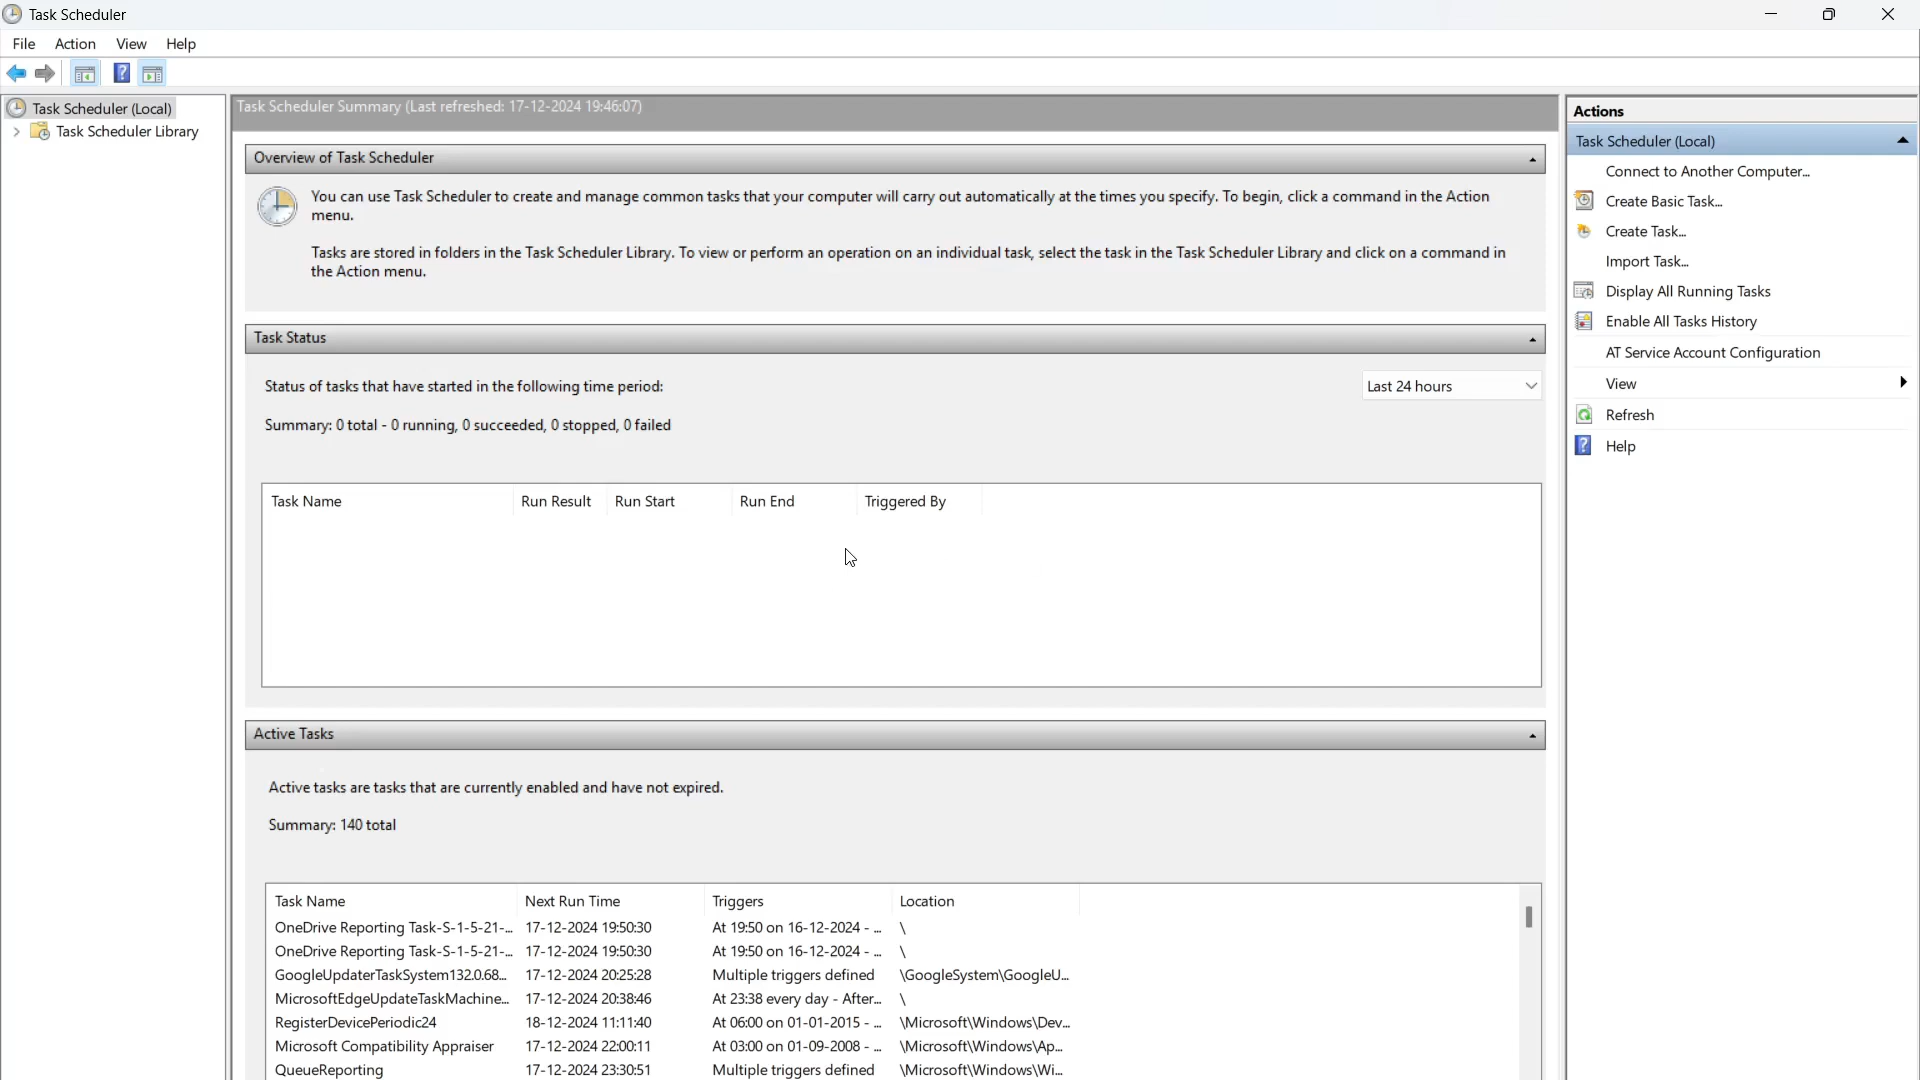 Task Scheduler
File Action View Help
Task Scheduler (Local)
Task Scheduler Library
Task Scheduler Summary (Last refreshed: 17-12-2024 19:46:07)
Overview of Task Scheduler
You can use Task Scheduler to create and manage common tasks that your computer will carry out automatically at the times you specify. To begin, click a command in the Action
menu.
Tasks are stored in folders in the Task Scheduler Library. To view or perform an operation on an individual task, select the task in the Task Scheduler Library and click on a command in
the Action menu.
Task Status
Status of tasks that have started in the following time period:
Last 24 hours
Summary: 0 total - 0 running, 0 succeeded, 0 stopped, 0 failed
Task Name Run Result Run Start Run End Triggered By
Active Tasks
Active tasks are tasks that are currently enabled and have not expired.
Summary: 140 total
Task Name Next Run Time Triggers Location
OneDrive Reporting Task-S-1-5-21-... 17-12-2024 19:50:30 At 19:50 on 16-12-2024 - ... \
OneDrive Reporting Task-S-1-5-21-... 17-12-2024 19:50:30 At 19:50 on 16-12-2024 - ... \
GoogleUpdaterTaskSystem132.0.68... 17-12-2024 20:25:28 Multiple triggers defined \GoogleSystem\GoogleU...
MicrosoftEdgeUpdateTaskMachine... 17-12-2024 20:38:46 At 23:38 every day - After... \
RegisterDevicePeriodic24 18-12-2024 11:11:40 At 06:00 on 01-01-2015 - ... \Microsoft\Windows\Dev...
Microsoft Compatibility Appraiser 17-12-2024 22:00:11 At 03:00 on 01-09-2008 - ... \Microsoft\Windows\Ap...
QueueReporting 17-12-2024 23:30:51 Multiple triggers defined \Microsoft\Windows\Wi...
Actions
Task Scheduler (Local)
Connect to Another Computer...
Create Basic Task...
Create Task...
Import Task...
Display All Running Tasks
Enable All Tasks History
AT Service Account Configuration
View
Refresh
Help